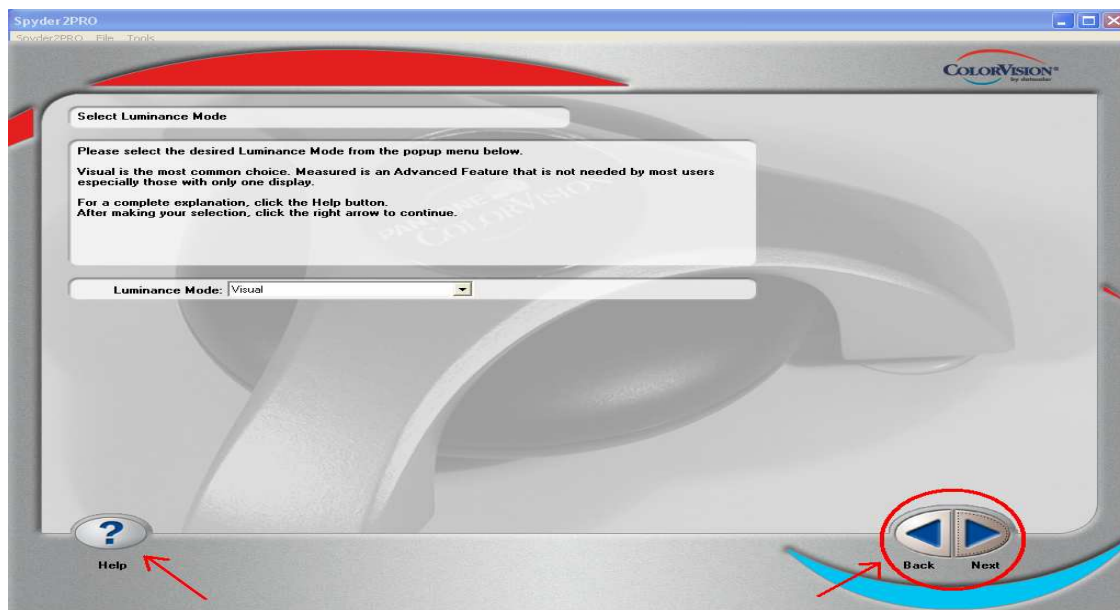 Spyder2PRO
Spyder2PRO File Tools
COLORVISION®
by datacolor
Select Luminance Mode
Please select the desired Luminance Mode from the popup menu below.
Visual is the most common choice. Measured is an Advanced Feature that is not needed by most users
especially those with only one display.
For a complete explanation, click the Help button.
After making your selection, click the right arrow to continue.
PANTONE
COLORVISION
Luminance Mode: Visual
?
Help
Back Next